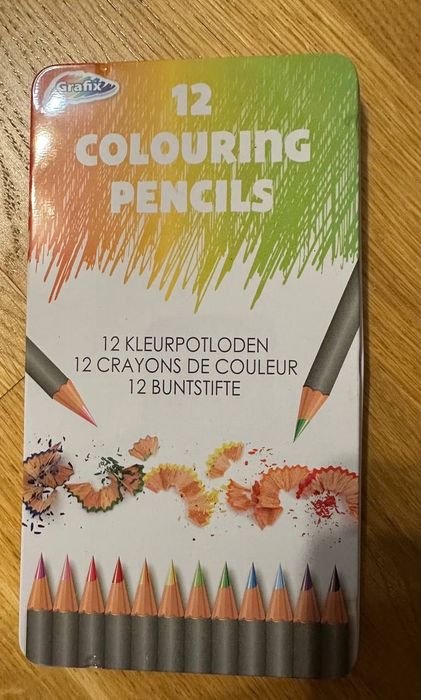 Grafix
12
COLOURING
PENCILS
12 KLEURPOTLODEN
12 CRAYONS DE COULEUR
12 BUNTSTIFTE